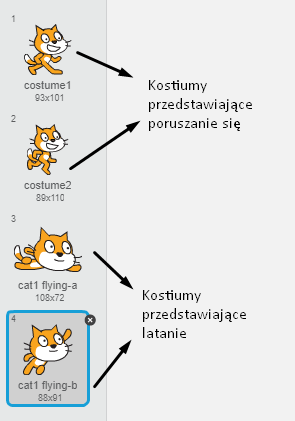 1
costume1
93x101
Kostiumy
przedstawiające
poruszanie się
2
costume2
89x110
3
cat1 flying-a
108x72
Kostiumy
przedstawiające
latanie
4
cat1 flying-b
88x91